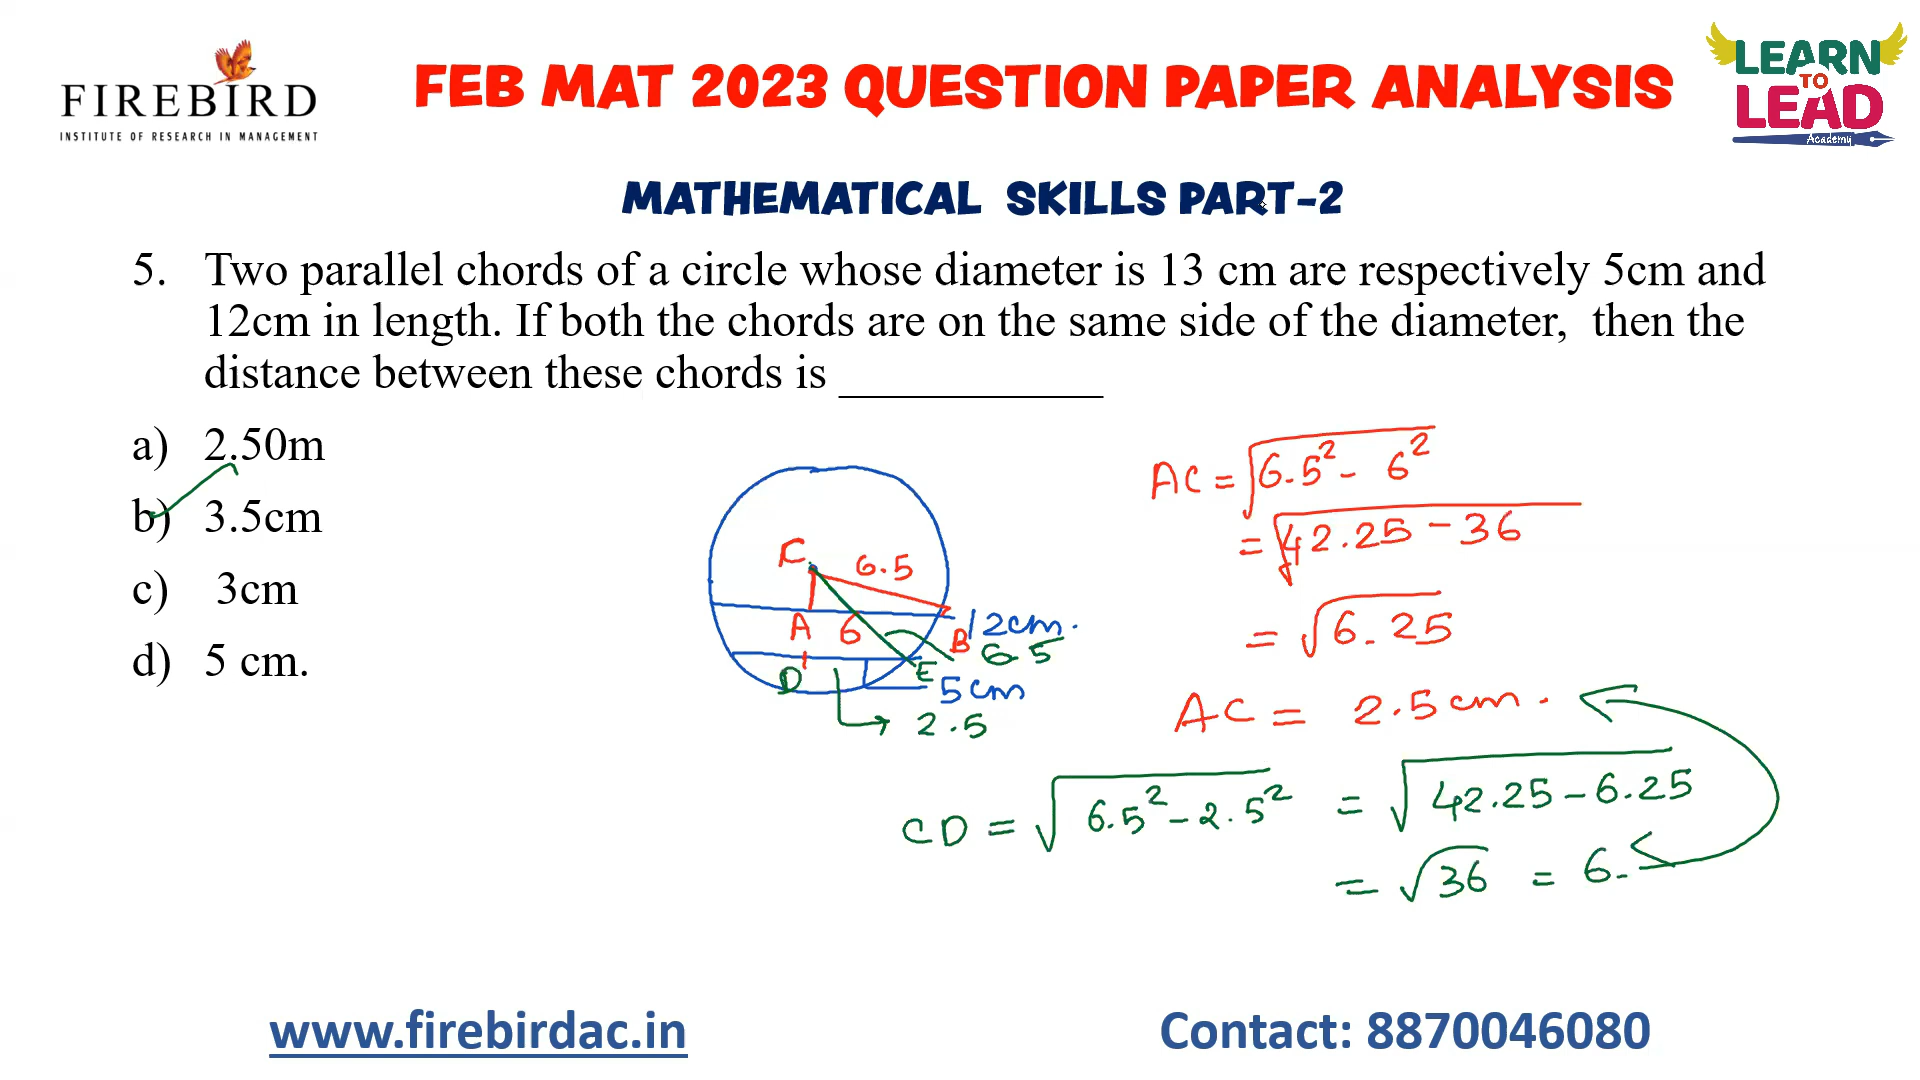 FIREBIRD
INSTITUTE OF RESEARCH IN MANAGEMENT
FEB MAT 2023 QUESTION PAPER ANALYSIS
LEARN
TO
LEAD
Academy
MATHEMATICAL SKILLS PART-2
5. Two parallel chords of a circle whose diameter is 13 cm are respectively 5cm and
12cm in length. If both the chords are on the same side of the diameter, then the
distance between these chords is ___________
a) 2.50m
b) 3.5cm
c) 3cm
d) 5 cm.
C 6.5
A 6 B 12cm.
6.5
D E 5cm
2.5
AC = √6.5² - 6²
= √42.25 - 36
= √6.25
AC = 2.5cm.
CD = √6.5² - 2.5² = √42.25 - 6.25
= √36 = 6.
www.firebirdac.in
Contact: 8870046080